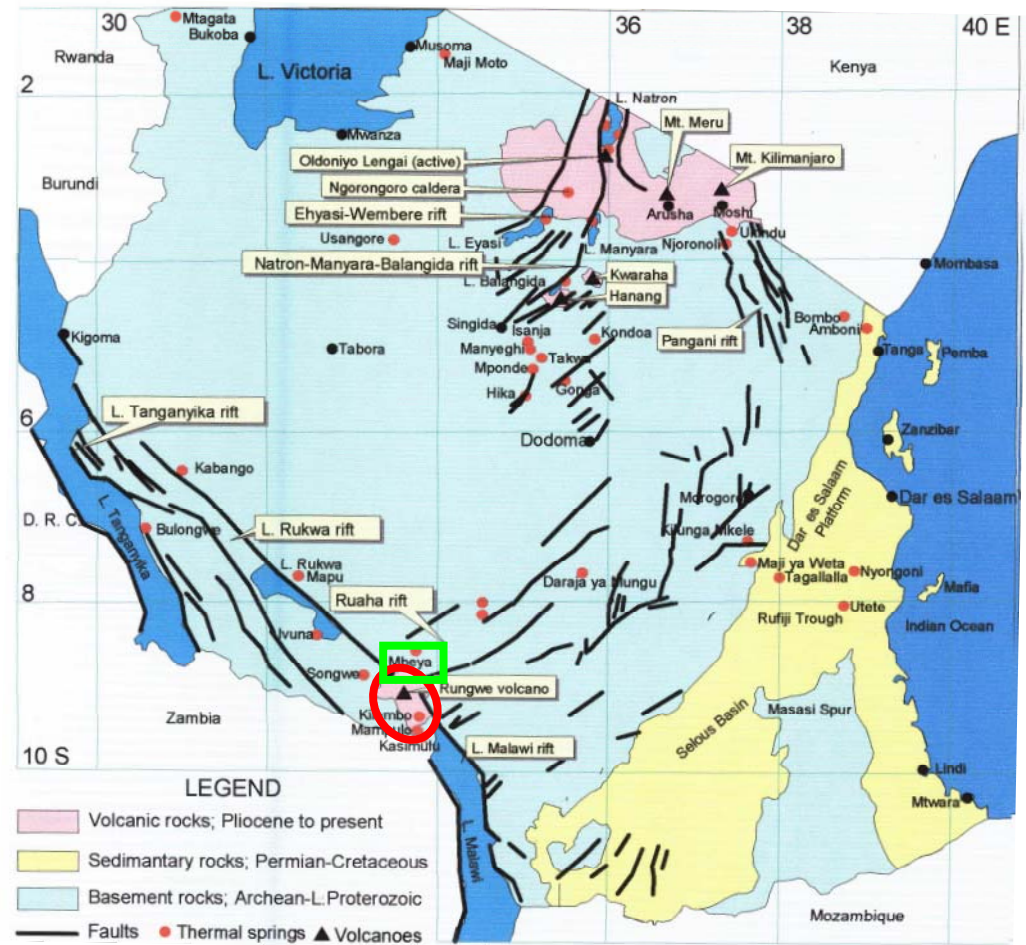 30
36
38
40 E
Mtagata
Bukoba
Musoma
Maji Moto
Rwanda
L. Victoria
Kenya
2
L. Natron
Mt. Meru
Mwanza
Oldoniyo Lengai (active)
Mt. Kilimanjaro
Burundi
Ngorongoro caldera
Ehyasi-Wembere rift
Arusha
Moshi
Usangore
L. Eyasi
L. Manyara
Njoronolic
Natron-Manyara-Balangida rift
Kwaraha
Mombasa
L. Balangida
Hanang
Singida
Isanja
Kondoa
Bombo
Amboni
Kigoma
Tabora
Manyeghi
Takwa
Pangani rift
Tanga
Pemba
Mponde
Hika
Gonga
L. Tanganyika rift
6
Dodoma
Zanzibar
Kabango
Morogoro
Dar es Salaam
Dar es Salaam
Platform
D. R. C.
L. Tanganyika
Bulongwe
L. Rukwa rift
L. Rukwa
Mapu
Daraja ya Mungu
Maji ya Weta
Tagallalla
Nyongoni
Mafia
8
Ruaha rift
Utete
Rufiji Trough
Indian Ocean
Ivuna
Mbeya
Songwe
Rungwe volcano
Zambia
Kilambo
Mampulo
Kasimulu
L. Malawi rift
Selous Basin
Masasi Spur
10 S
Lindi
Mtwara
LEGEND
Volcanic rocks; Pliocene to present
L. Malawi
Sedimantary rocks; Permian-Cretaceous
Basement rocks; Archean-L.Proterozoic
Mozambique
Faults
Thermal springs
Volcanoes